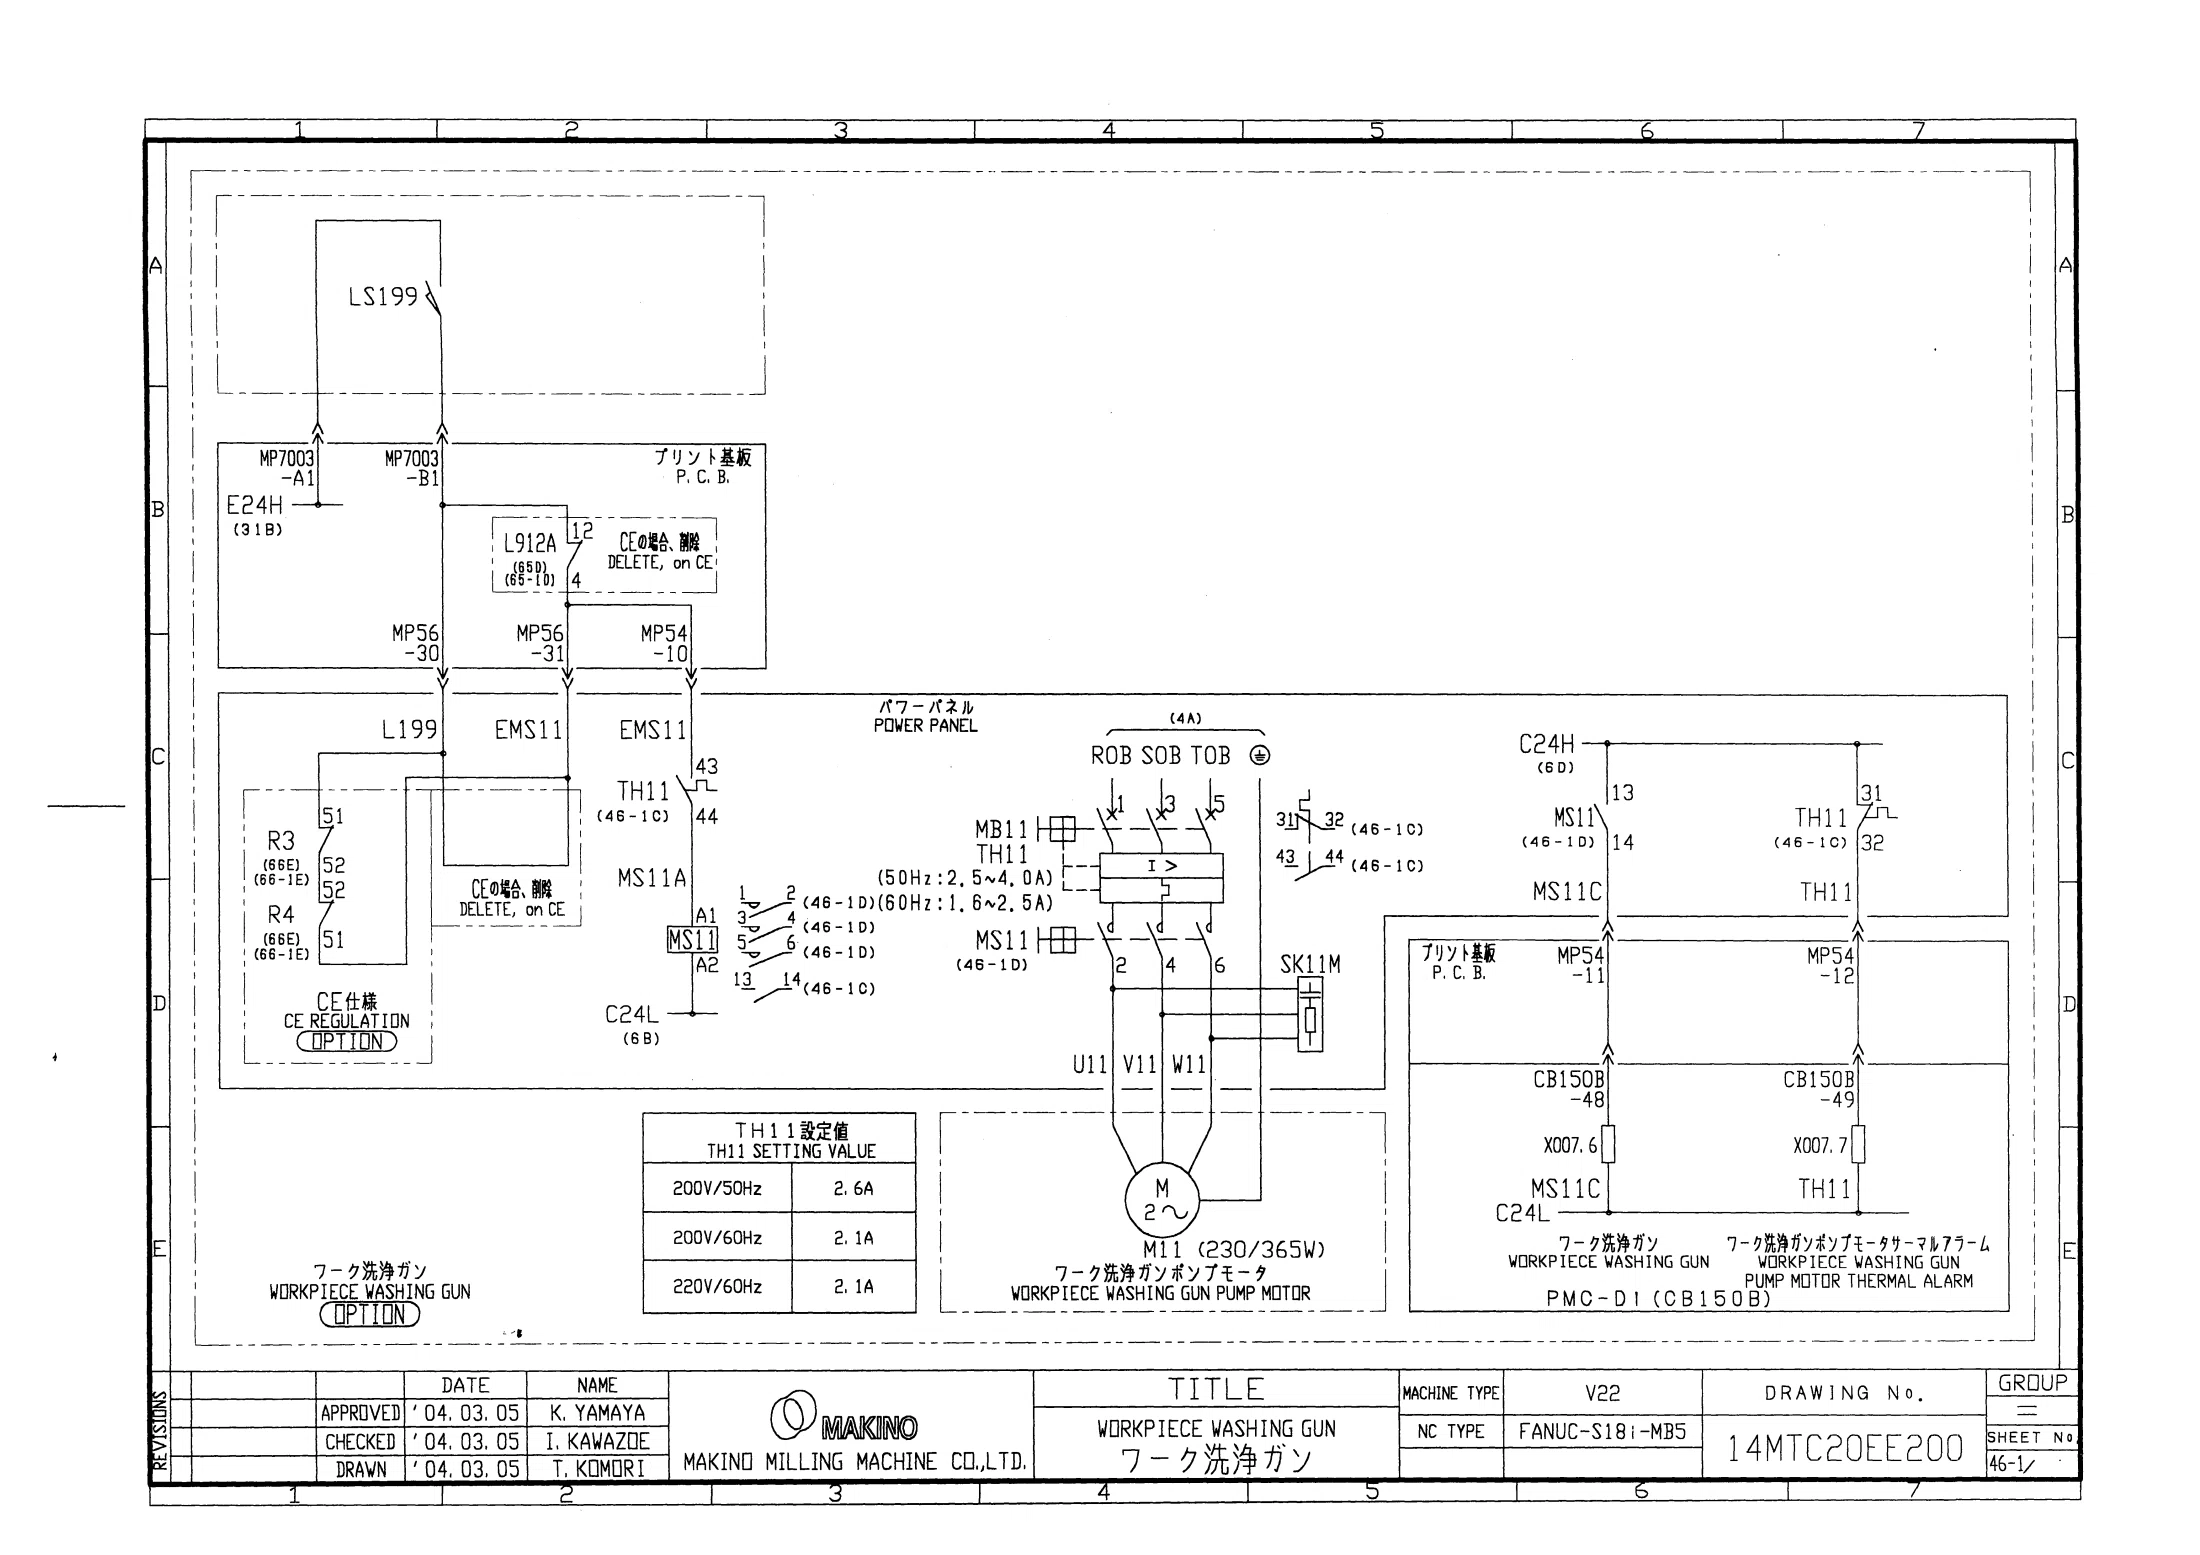 1 2 3 4 5 6 7
A
A
LS199
MP7003
-A1
MP7003
-B1
プリント基板
P.C.B.
E24H
(31B)
B
B
12
L912A
(65D)
(65-1D)
4
CEの場合、削除
DELETE, on CE
MP56
-30
MP56
-31
MP54
-10
パワーパネル
POWER PANEL
L199
EMS11
EMS11
C
C
43
TH11
(46-1C)
44
MS11A
51
R3
(66E)
(66-1E)
52
52
R4
(66E)
(66-1E)
51
CEの場合、削除
DELETE, on CE
CE仕様
CE REGULATION
OPTION
A1
MS11
A2
1 2 (46-1D)
3 4 (46-1D)
5 6 (46-1D)
13 14 (46-1C)
C24L
(6B)
D
D
(4A)
R0B S0B T0B
1 3 5
MB11
TH11
(50Hz:2.5~4.0A)
(60Hz:1.6~2.5A)
I >
MS11
(46-1D)
2 4 6
31 32 (46-1C)
43 44 (46-1C)
SK11M
U11 V11 W11
C24H
(6D)
13
MS11
(46-1D)
14
MS11C
31
TH11
(46-1C)
32
TH11
プリント基板
P.C.B.
MP54
-11
MP54
-12
CB150B
-48
CB150B
-49
X007.6
X007.7
MS11C
TH11
C24L
ワーク洗浄ガン
WORKPIECE WASHING GUN
ワーク洗浄ガンポンプモータサーマルアラーム
WORKPIECE WASHING GUN
PUMP MOTOR THERMAL ALARM
PMC-DI(CB150B)
TH11設定値
TH11 SETTING VALUE
200V/50Hz 2.6A
200V/60Hz 2.1A
220V/60Hz 2.1A
M
2~
M11 (230/365W)
ワーク洗浄ガンポンプモータ
WORKPIECE WASHING GUN PUMP MOTOR
E
E
ワーク洗浄ガン
WORKPIECE WASHING GUN
OPTION
REVISIONS
DATE NAME
APPROVED '04.03.05 K. YAMAYA
CHECKED '04.03.05 I. KAWAZOE
DRAWN '04.03.05 T. KOMORI
MAKINO
MAKINO MILLING MACHINE CO.,LTD.
TITLE
WORKPIECE WASHING GUN
ワーク洗浄ガン
MACHINE TYPE V22
NC TYPE FANUC-S18i-MB5
DRAWING No.
14MTC20EE200
GROUP
=
SHEET No.
46-1/
1 2 3 4 5 6 7